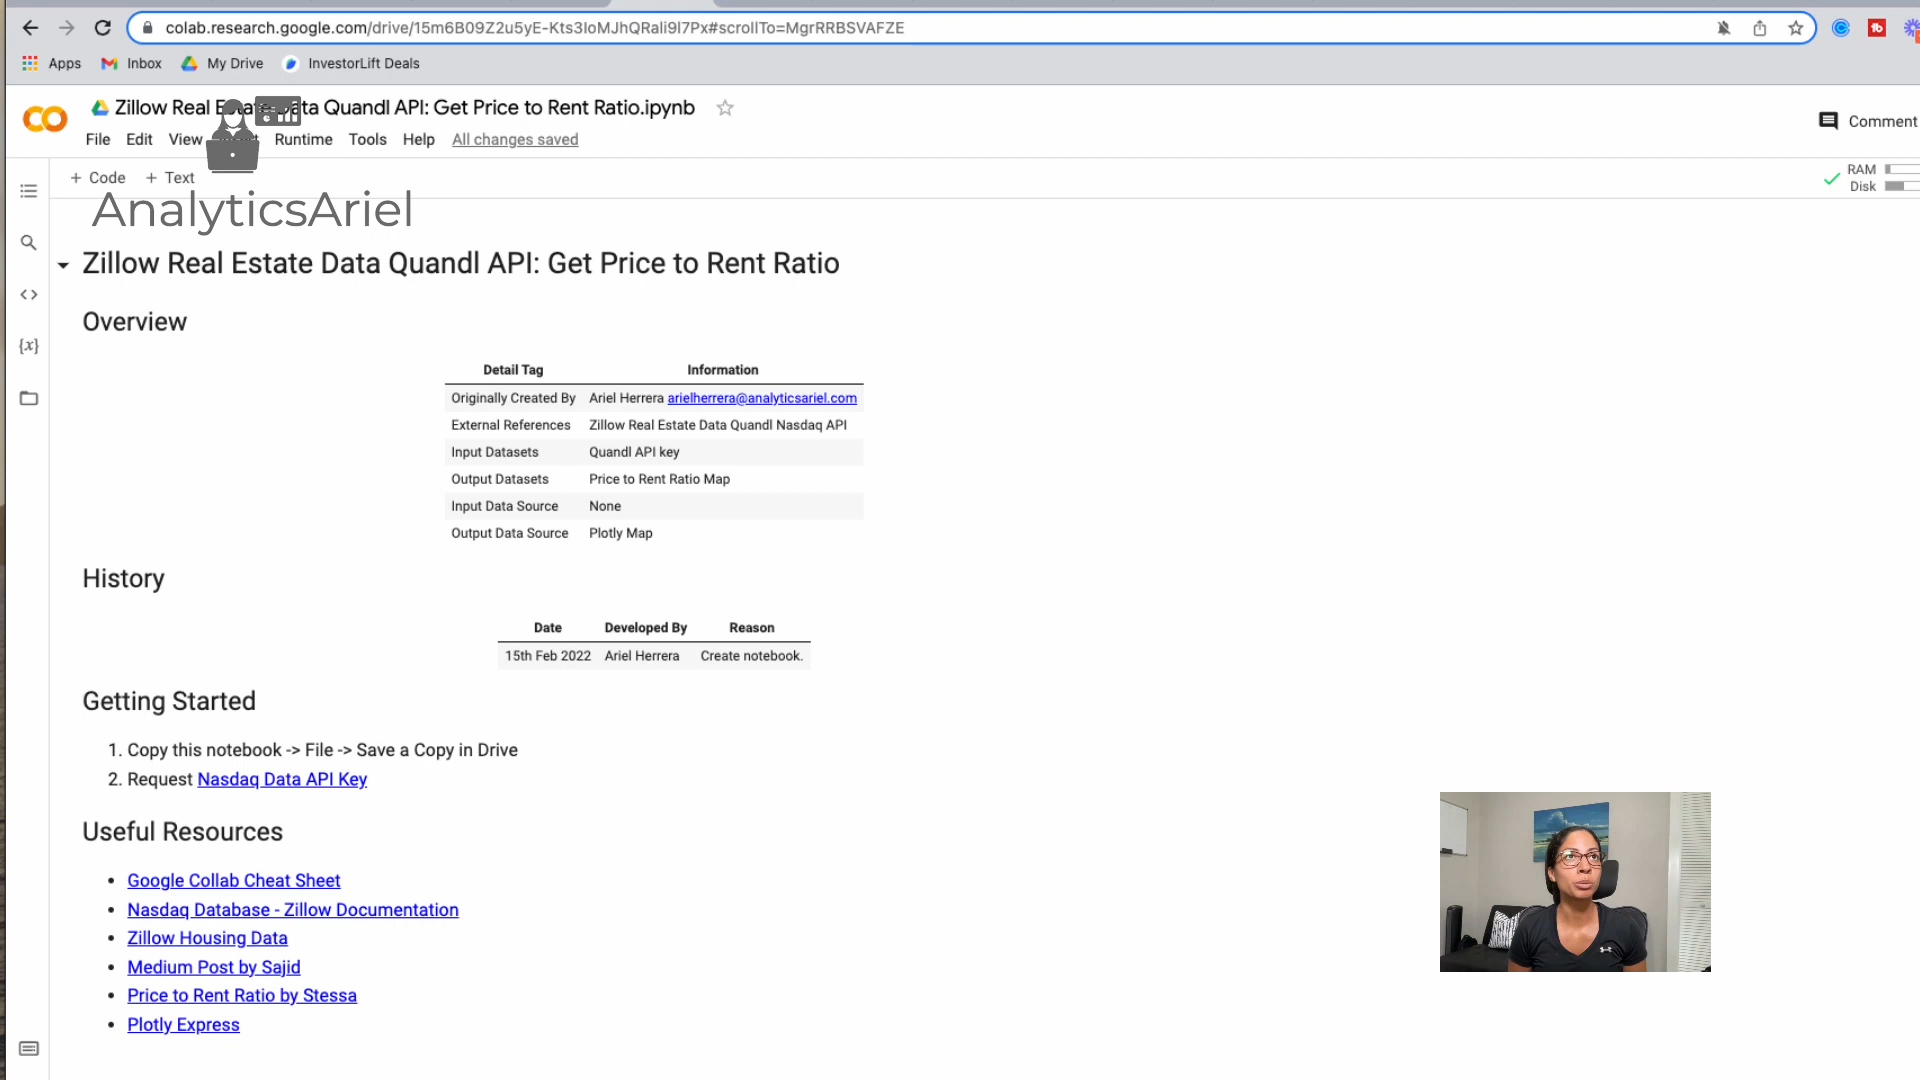 colab.research.google.com/drive/15m6B09Z2u5yE-Kts3IoMJhQRali9l7Px#scrollTo=MgrRRBSVAFZE
Apps Inbox My Drive InvestorLift Deals
Zillow Real Estate Data Quandl API: Get Price to Rent Ratio.ipynb
File Edit View Runtime Tools Help All changes saved
Comment
+ Code + Text
RAM
Disk
AnalyticsAriel
Zillow Real Estate Data Quandl API: Get Price to Rent Ratio
Overview
Detail Tag Information
Originally Created By Ariel Herrera arielherrera@analyticsariel.com
External References Zillow Real Estate Data Quandl Nasdaq API
Input Datasets Quandl API key
Output Datasets Price to Rent Ratio Map
Input Data Source None
Output Data Source Plotly Map
History
Date Developed By Reason
15th Feb 2022 Ariel Herrera Create notebook.
Getting Started
1. Copy this notebook -> File -> Save a Copy in Drive
2. Request Nasdaq Data API Key
Useful Resources
• Google Collab Cheat Sheet
• Nasdaq Database - Zillow Documentation
• Zillow Housing Data
• Medium Post by Sajid
• Price to Rent Ratio by Stessa
• Plotly Express